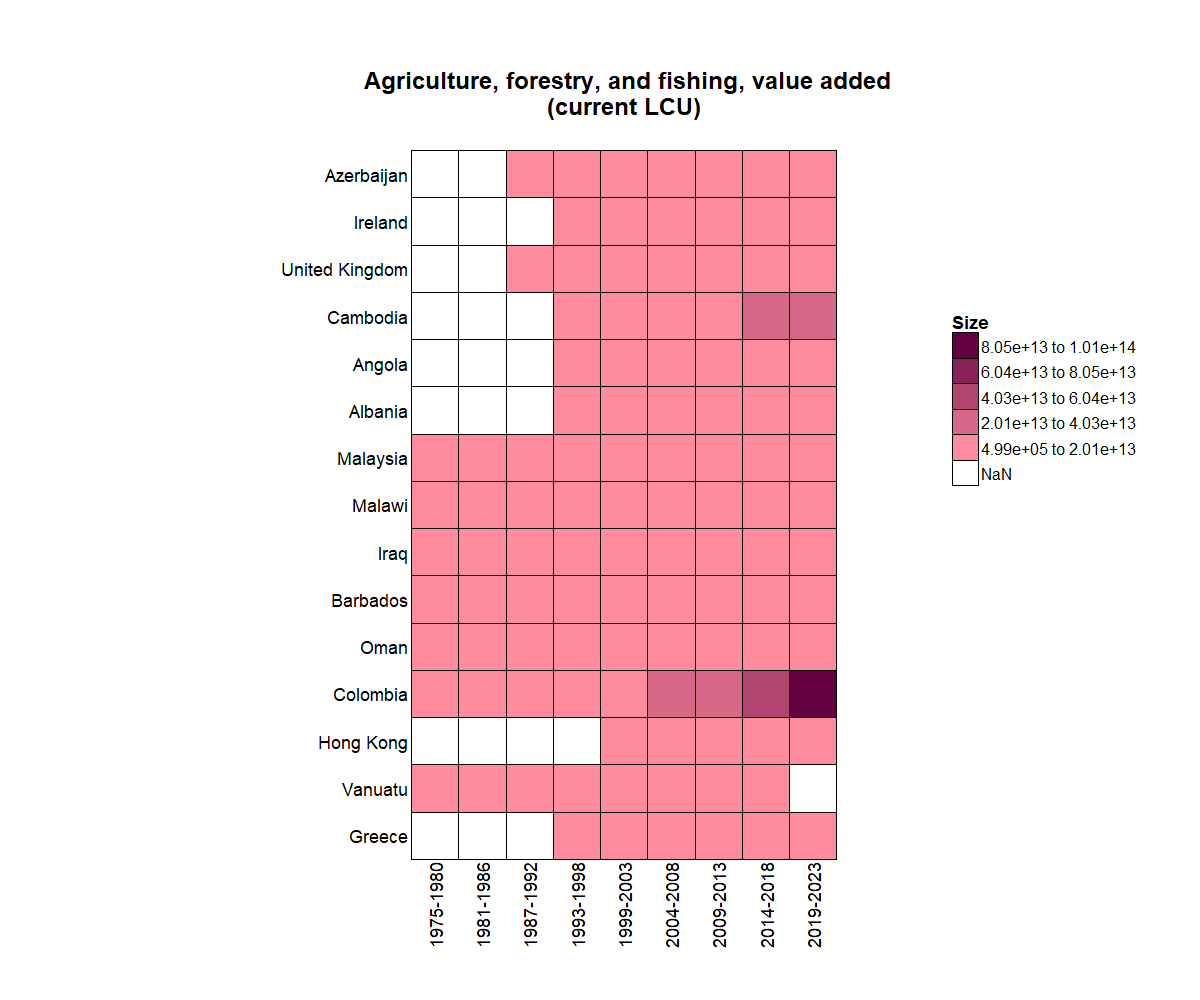 Agriculture, forestry, and fishing, value added
(current LCU)
Azerbaijan
Ireland
United Kingdom
Cambodia
Angola
Albania
Malaysia
Malawi
Iraq
Barbados
Oman
Colombia
Hong Kong
Vanuatu
Greece
1975-1980
1981-1986
1987-1992
1993-1998
1999-2003
2004-2008
2009-2013
2014-2018
2019-2023
Size
8.05e+13 to 1.01e+14
6.04e+13 to 8.05e+13
4.03e+13 to 6.04e+13
2.01e+13 to 4.03e+13
4.99e+05 to 2.01e+13
NaN